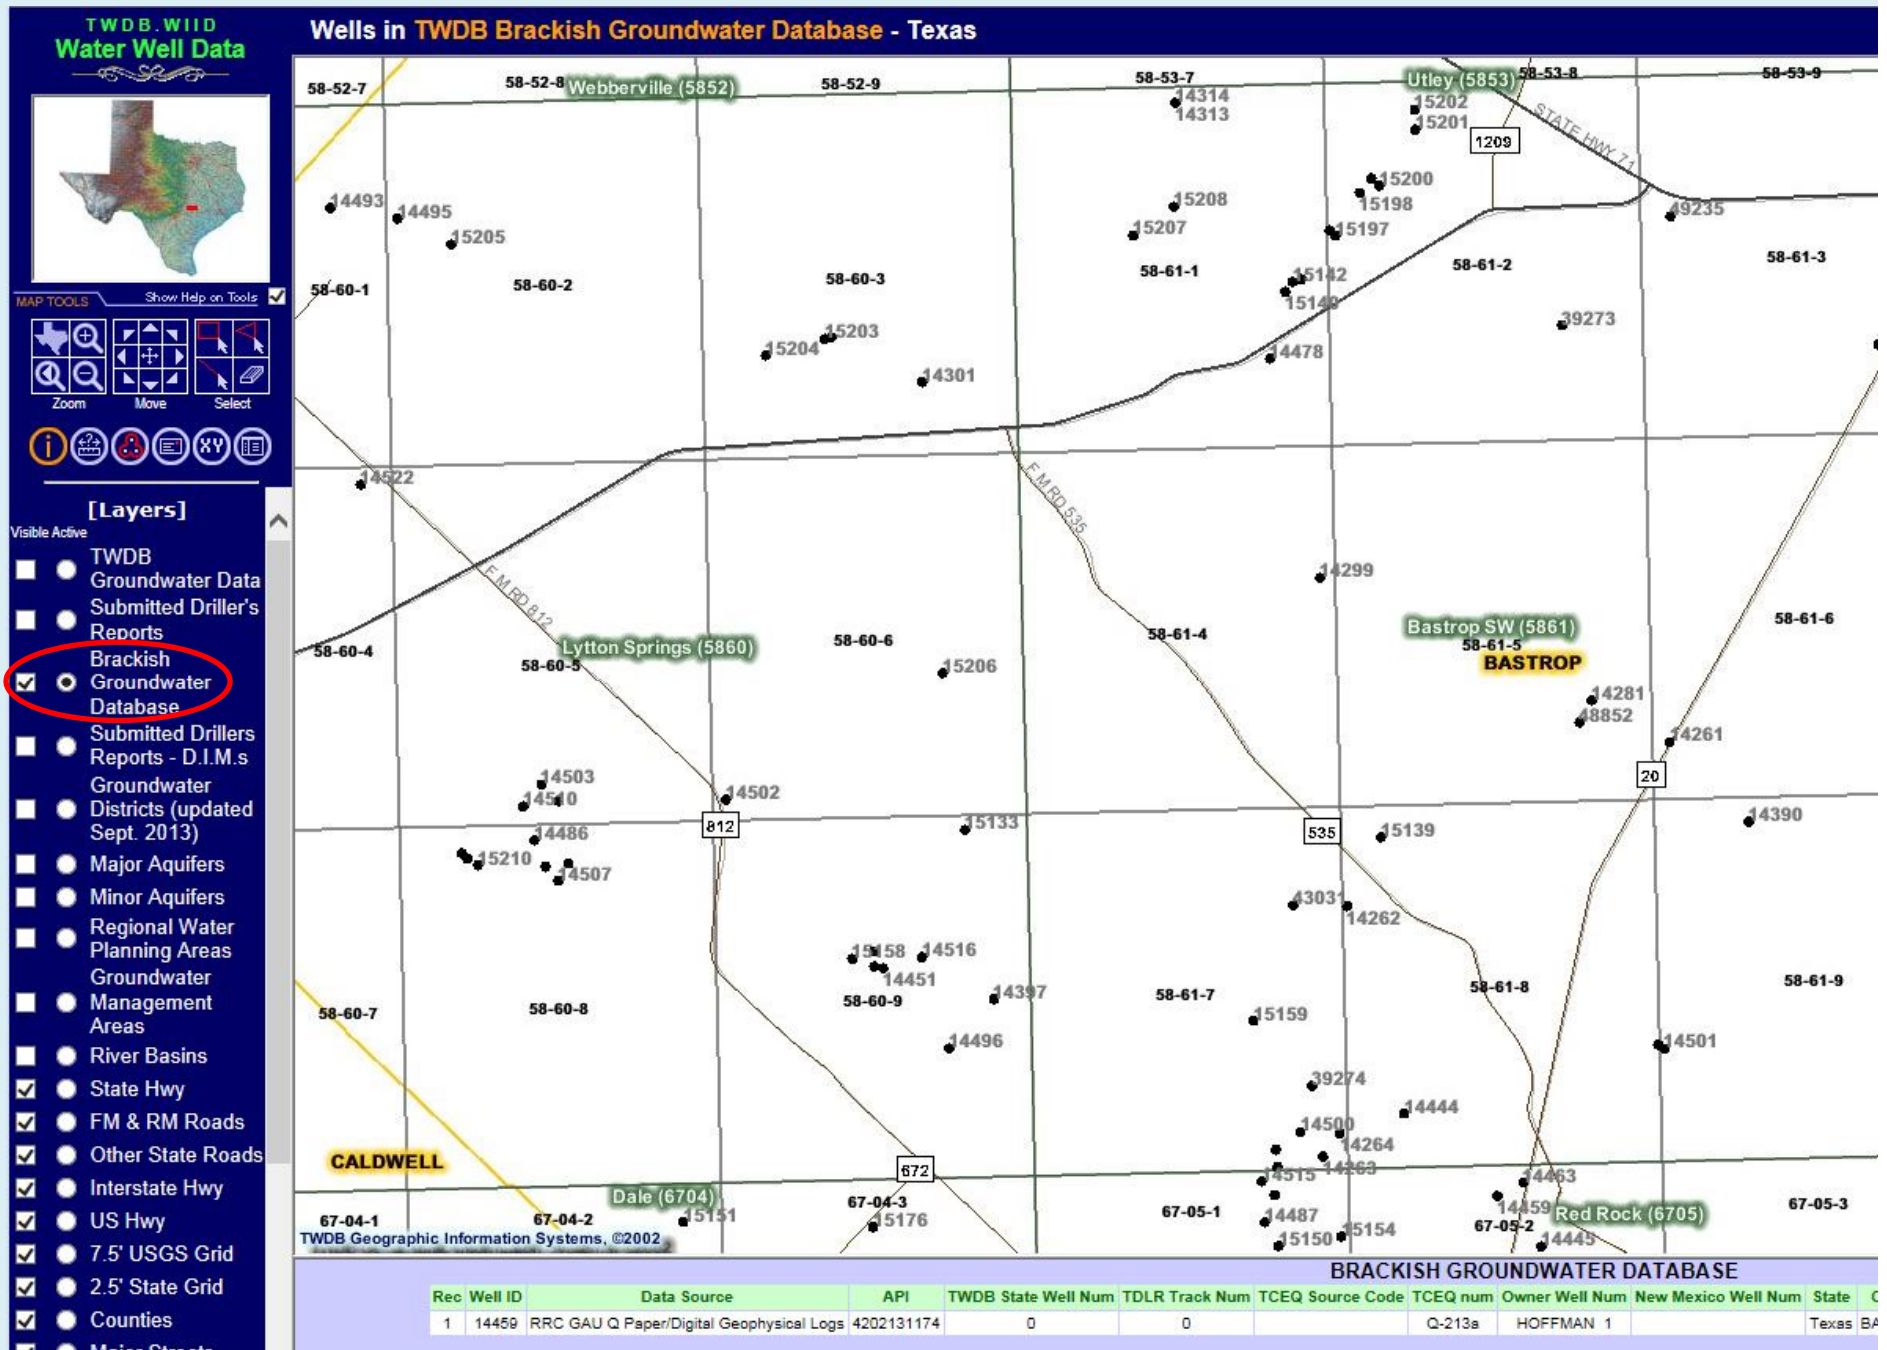 TWDB.WIID
Water Well Data
Wells in TWDB Brackish Groundwater Database - Texas
MAP TOOLS
Show Help on Tools
Zoom
Move
Select
i
XY
[Layers]
Visible Active
TWDB
Groundwater Data
Submitted Driller's
Reports
Brackish
Groundwater
Database
Submitted Drillers
Reports - D.I.M.s
Groundwater
Districts (updated
Sept. 2013)
Major Aquifers
Minor Aquifers
Regional Water
Planning Areas
Groundwater
Management
Areas
River Basins
State Hwy
FM & RM Roads
Other State Roads
Interstate Hwy
US Hwy
7.5' USGS Grid
2.5' State Grid
Counties
58-52-7
58-52-8
Webberville (5852)
58-52-9
58-53-7
Utley (5853)
58-53-8
58-53-9
14314
14313
15202
15201
1209
STATE HWY 71
14493
14495
15205
15208
15207
15200
15198
15197
49235
58-60-1
58-60-2
58-60-3
58-61-1
58-61-2
58-61-3
15142
15140
15203
15204
14301
14478
39273
14522
F M RD 535
F M RD 812
14299
58-60-4
58-60-5
Lytton Springs (5860)
58-60-6
58-61-4
Bastrop SW (5861)
58-61-5
BASTROP
58-61-6
15206
14281
48852
14261
20
14503
14510
14502
812
14486
15210
14507
15133
535
15139
14390
43031
14262
15158
14516
14451
14397
58-60-7
58-60-8
58-60-9
58-61-7
58-61-8
58-61-9
15159
14496
14501
39274
14444
14500
14264
14263
14515
CALDWELL
672
14463
14459
Dale (6704)
15151
67-04-1
67-04-2
67-04-3
15176
67-05-1
14487
15150
15154
67-05-2
Red Rock (6705)
14445
67-05-3
TWDB Geographic Information Systems, ©2002
BRACKISH GROUNDWATER DATABASE
Rec Well ID Data Source API TWDB State Well Num TDLR Track Num TCEQ Source Code TCEQ num Owner Well Num New Mexico Well Num State
1 14459 RRC GAU Q Paper/Digital Geophysical Logs 4202131174 0 0 Q-213a HOFFMAN 1 Texas BA